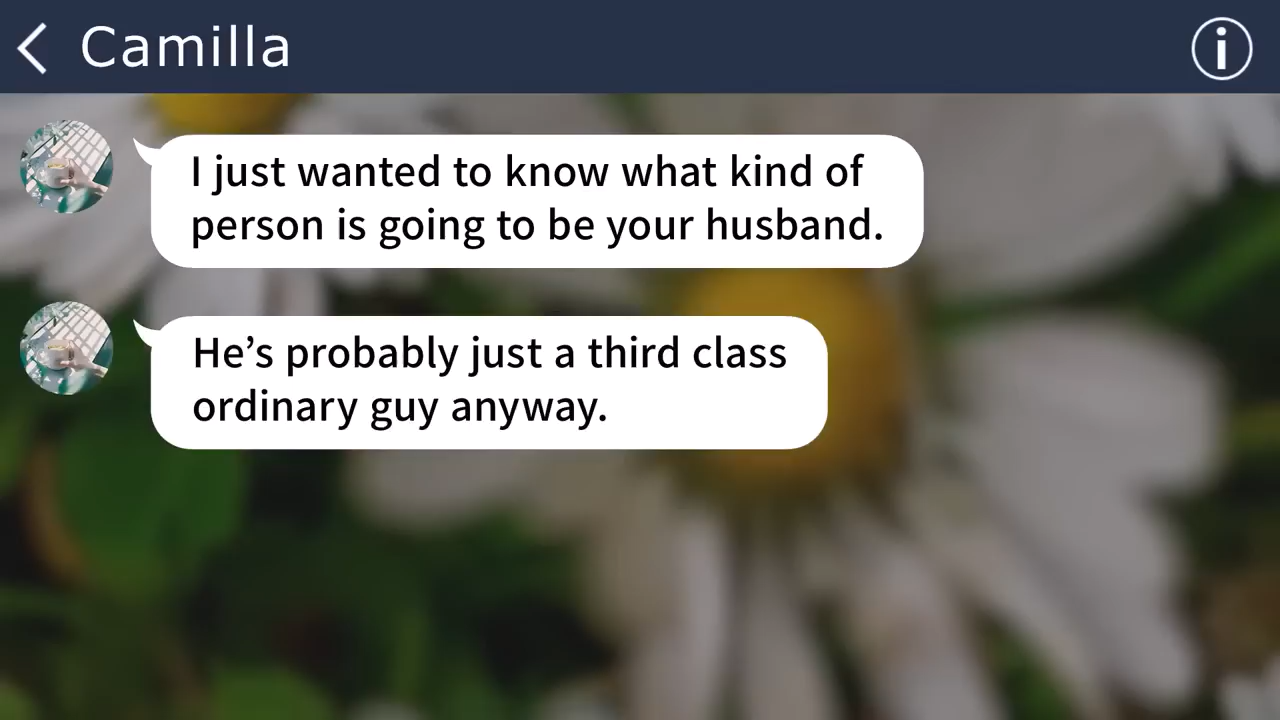 Camilla
I just wanted to know what kind of
person is going to be your husband.
He’s probably just a third class
ordinary guy anyway.